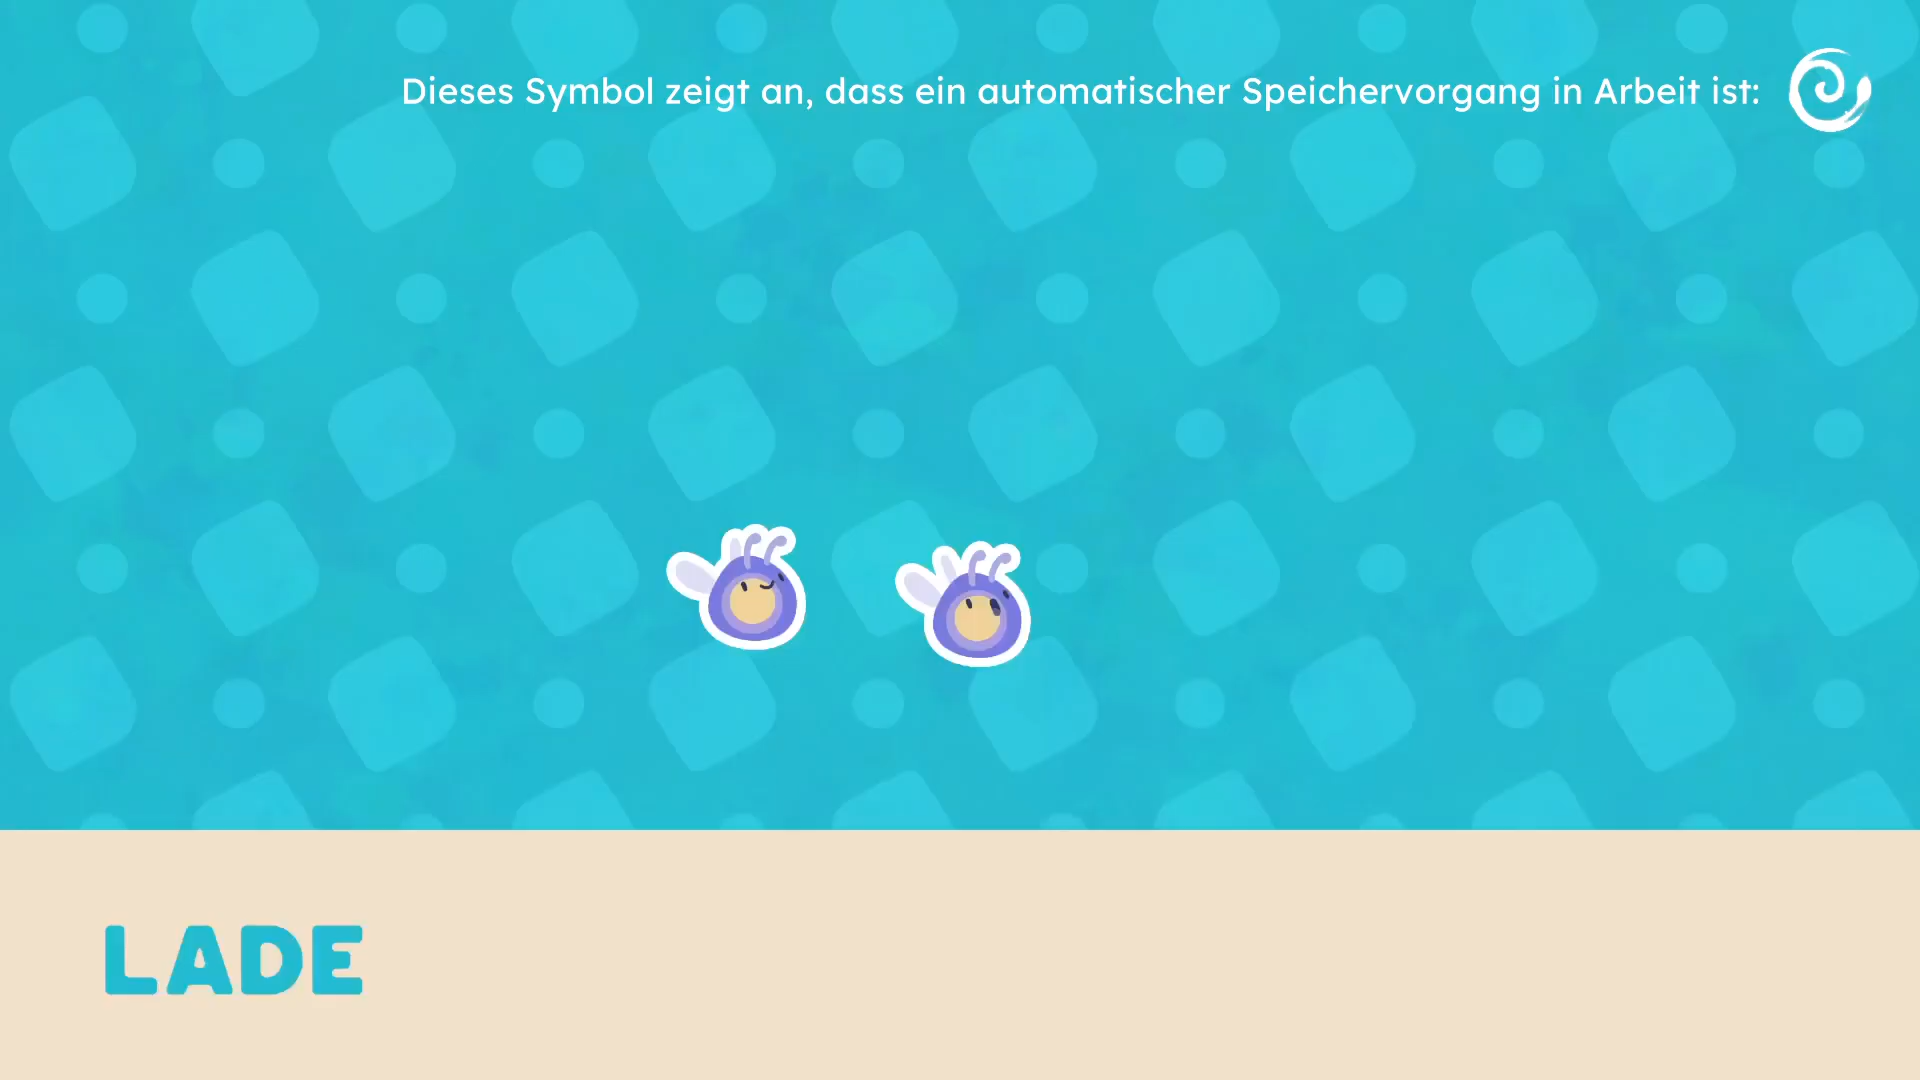 Dieses Symbol zeigt an, dass ein automatischer Speichervorgang in Arbeit ist:
LADE